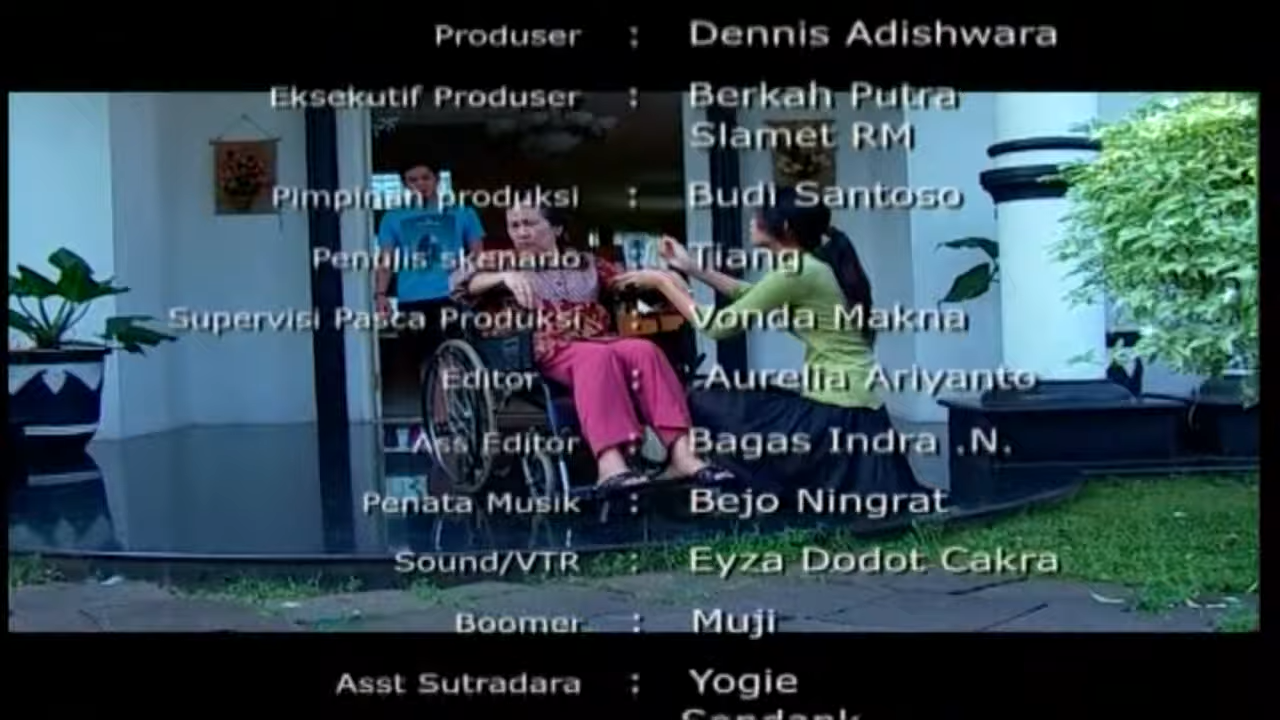 Produser : Dennis Adishwara
Eksekutif Produser : Berkah Putra
Slamet RM
Pimpinan produksi : Budi Santoso
Penulis skenario : Tiang
Supervisi Pasca Produksi : Vonda Makna
Editor : Aurelia Ariyanto
Ass Editor : Bagas Indra .N.
Penata Musik : Bejo Ningrat
Sound/VTR : Eyza Dodot Cakra
Boomer : Muji
Asst Sutradara : Yogie